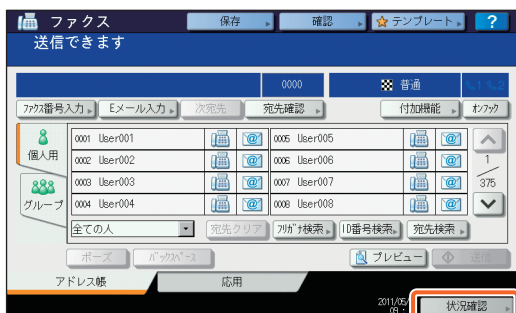 ファクス 保存 確認 テンプレート ?
送信できます
0000 普通
ファクス番号入力 Eメール入力 次宛先 宛先確認 付加機能 オンフック
個人用
グループ
0001 User001 0005 User005
0002 User002 0006 User006
0003 User003 0007 User007
0004 User004 0008 User008
1
375
全ての人 宛先クリア フリガナ検索 ID番号検索 宛先検索
ポーズ バックスペース プレビュー 送信
アドレス帳 応用
2011/05/
09 : 状況確認